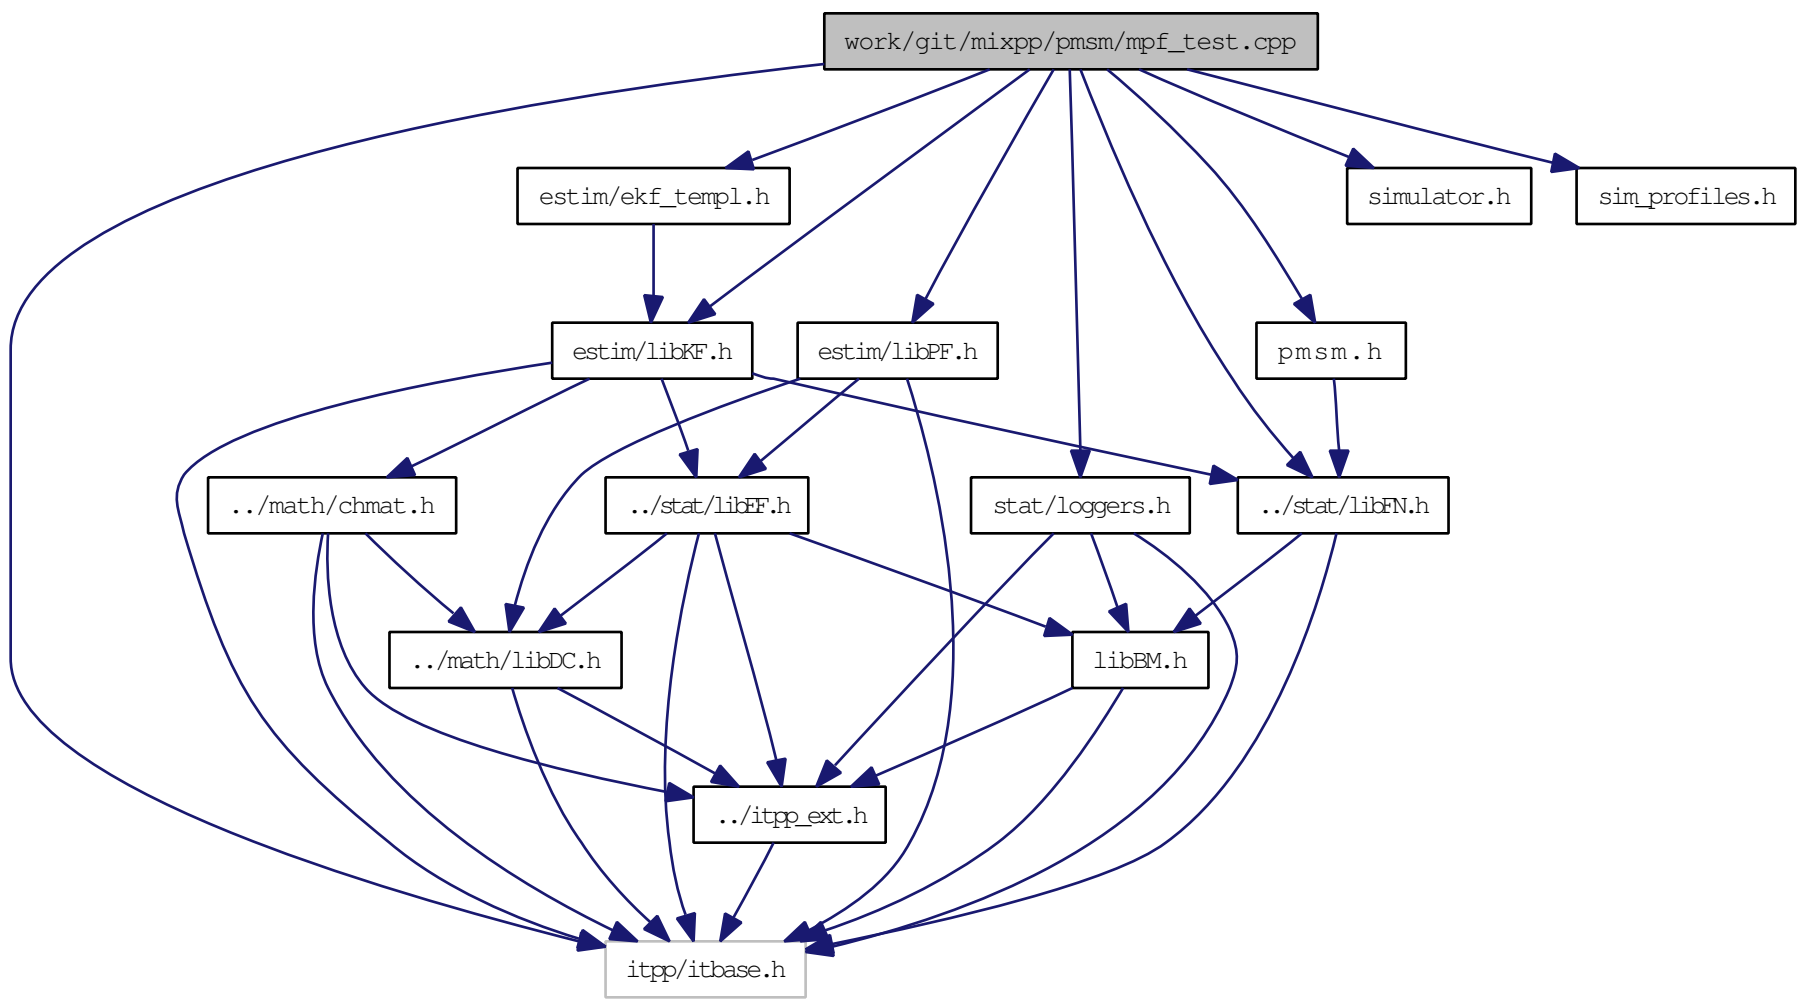 work/git/mixpp/pmsm/mpf_test.cpp
estim/ekf_templ.h
simulator.h
sim_profiles.h
estim/libKF.h
estim/libPF.h
pmsm.h
../math/chmat.h
../stat/libEF.h
stat/loggers.h
../stat/libFN.h
../math/libDC.h
libBM.h
../itpp_ext.h
itpp/itbase.h